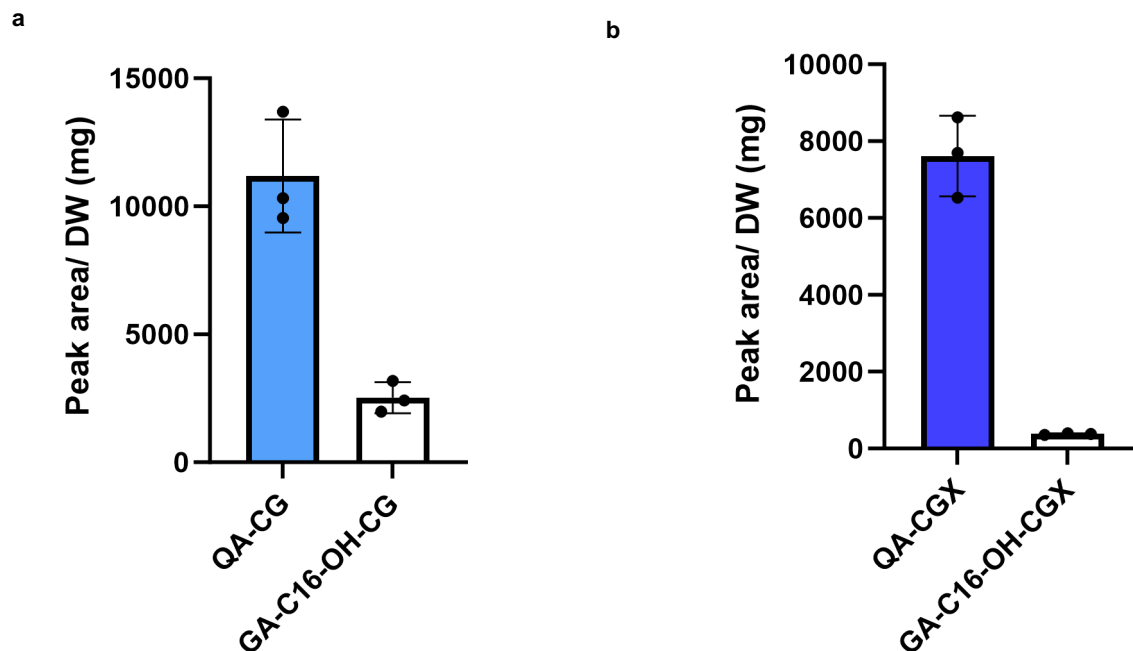 a
Peak area/ DW (mg)
15000
10000
5000
0
QA-CG
GA-C16-OH-CG
b
Peak area/ DW (mg)
10000
8000
6000
4000
2000
0
QA-CGX
GA-C16-OH-CGX